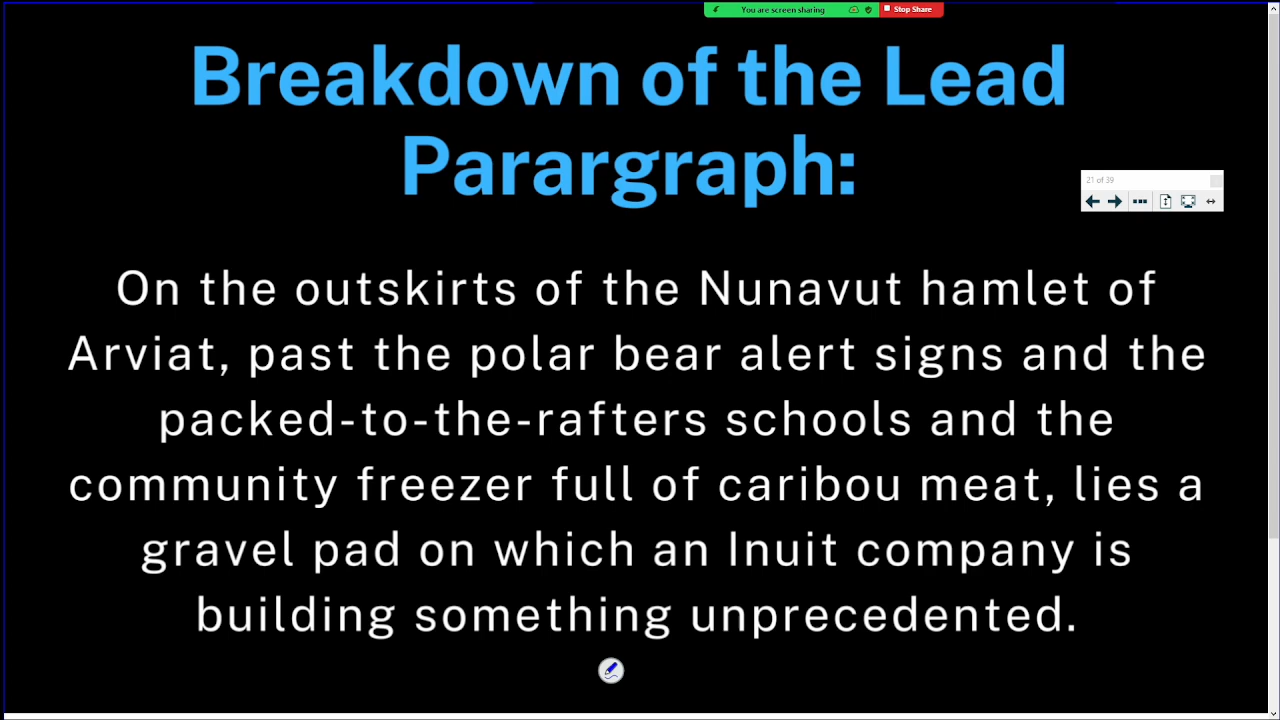 You are screen sharing Stop Share
Breakdown of the Lead
Parargraph:
21 of 39
On the outskirts of the Nunavut hamlet of
Arviat, past the polar bear alert signs and the
packed-to-the-rafters schools and the
community freezer full of caribou meat, lies a
gravel pad on which an Inuit company is
building something unprecedented.